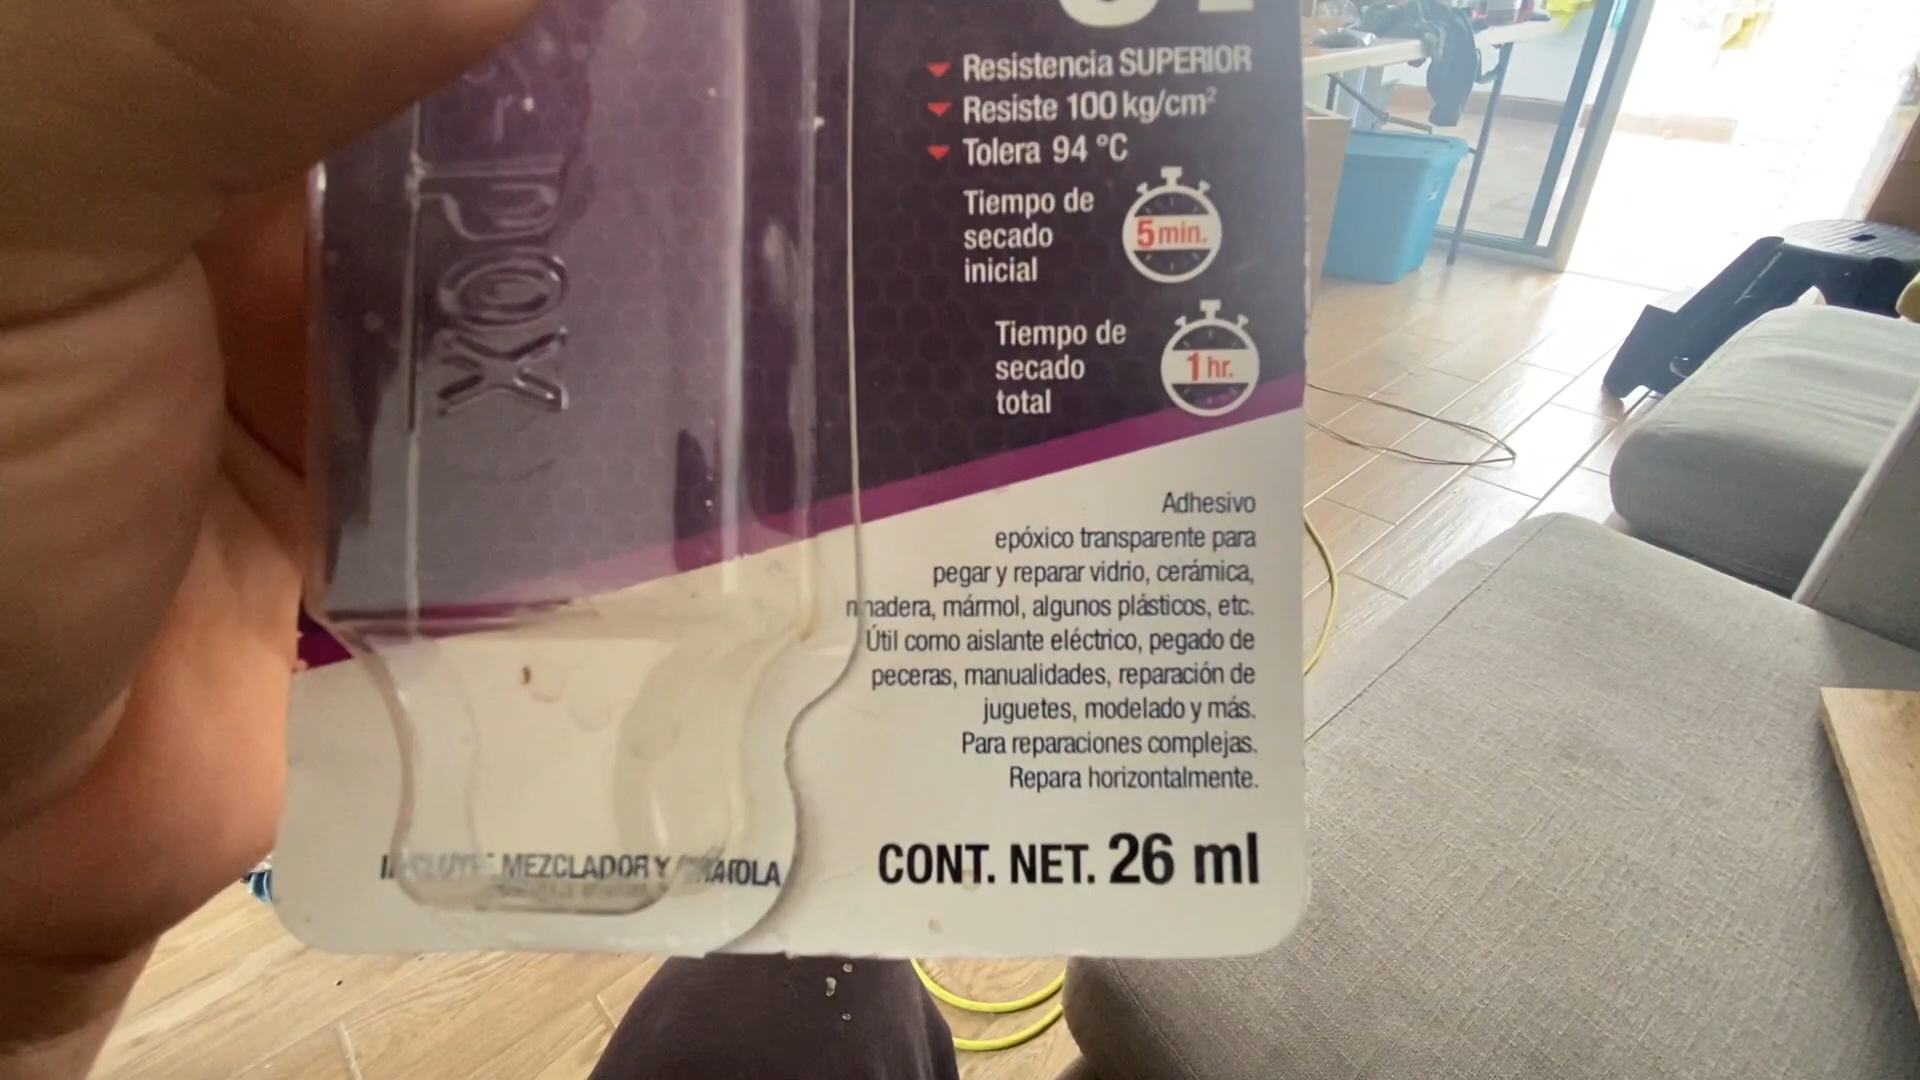 Resistencia SUPERIOR
Resiste 100 kg/cm²
Tolera 94 °C
Tiempo de
secado
inicial
5 min.
Tiempo de
secado
total
1 hr.
Adhesivo
epóxico transparente para
pegar y reparar vidrio, cerámica,
madera, mármol, algunos plásticos, etc.
Útil como aislante eléctrico, pegado de
peceras, manualidades, reparación de
juguetes, modelado y más.
Para reparaciones complejas.
Repara horizontalmente.
MEZCLADOR Y
CONT. NET. 26 ml